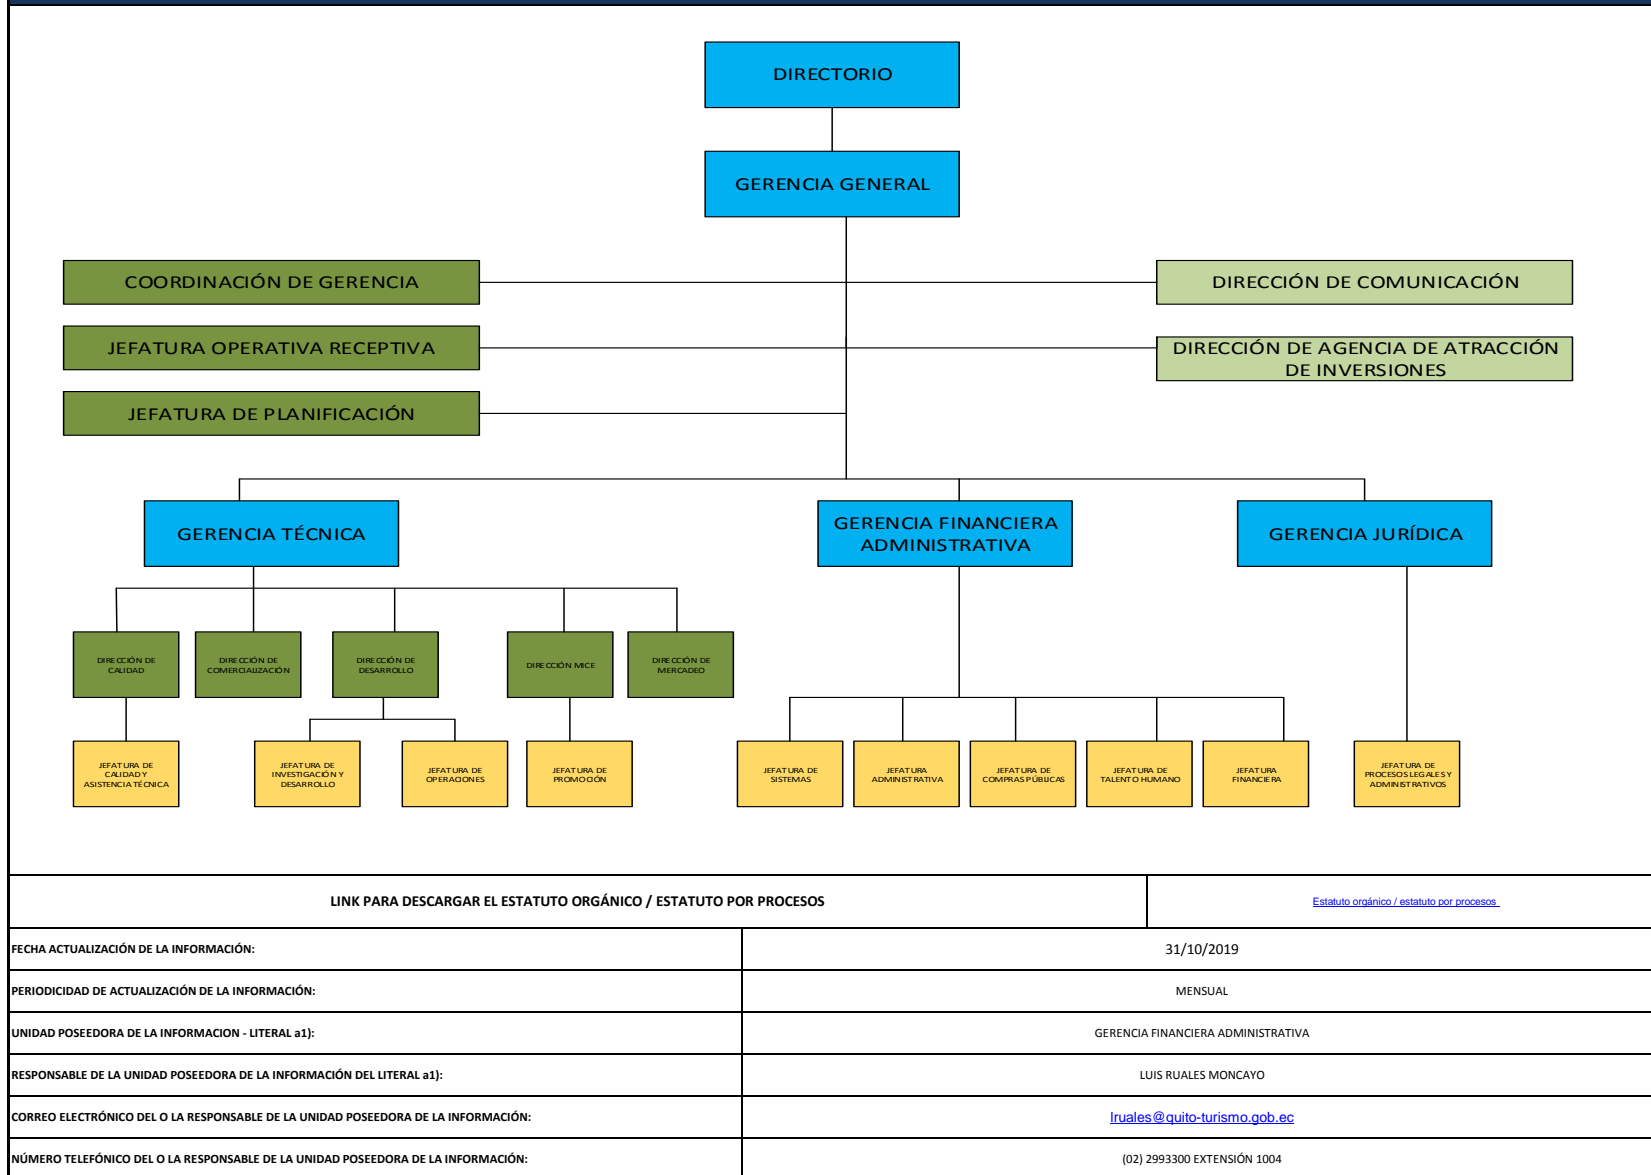 DIRECTORIO
GERENCIA GENERAL
COORDINACIÓN DE GERENCIA
DIRECCIÓN DE COMUNICACIÓN
JEFATURA OPERATIVA RECEPTIVA
DIRECCIÓN DE AGENCIA DE ATRACCIÓN
DE INVERSIONES
JEFATURA DE PLANIFICACIÓN
GERENCIA TÉCNICA
GERENCIA FINANCIERA
ADMINISTRATIVA
GERENCIA JURÍDICA
DIRECCIÓN DE
CALIDAD
DIRECCIÓN DE
COMERCIALIZACIÓN
DIRECCIÓN DE
DESARROLLO
DIRECCIÓN MICE
DIRECCIÓN DE
MERCADEO
JEFATURA DE
CALIDAD Y
ASISTENCIA TÉCNICA
JEFATURA DE
INVESTIGACIÓN Y
DESARROLLO
JEFATURA DE
OPERACIONES
JEFATURA DE
PROMOCIÓN
JEFATURA DE
SISTEMAS
JEFATURA
ADMINISTRATIVA
JEFATURA DE
COMPRAS PÚBLICAS
JEFATURA DE
TALENTO HUMANO
JEFATURA
FINANCIERA
JEFATURA DE
PROCESOS LEGALES Y
ADMINISTRATIVOS
LINK PARA DESCARGAR EL ESTATUTO ORGÁNICO / ESTATUTO POR PROCESOS
Estatuto orgánico / estatuto por procesos
FECHA ACTUALIZACIÓN DE LA INFORMACIÓN:
31/10/2019
PERIODICIDAD DE ACTUALIZACIÓN DE LA INFORMACIÓN:
MENSUAL
UNIDAD POSEEDORA DE LA INFORMACION - LITERAL a1):
GERENCIA FINANCIERA ADMINISTRATIVA
RESPONSABLE DE LA UNIDAD POSEEDORA DE LA INFORMACIÓN DEL LITERAL a1):
LUIS RUALES MONCAYO
CORREO ELECTRÓNICO DEL O LA RESPONSABLE DE LA UNIDAD POSEEDORA DE LA INFORMACIÓN:
lruales@quito-turismo.gob.ec
NÚMERO TELEFÓNICO DEL O LA RESPONSABLE DE LA UNIDAD POSEEDORA DE LA INFORMACIÓN:
(02) 2993300 EXTENSIÓN 1004